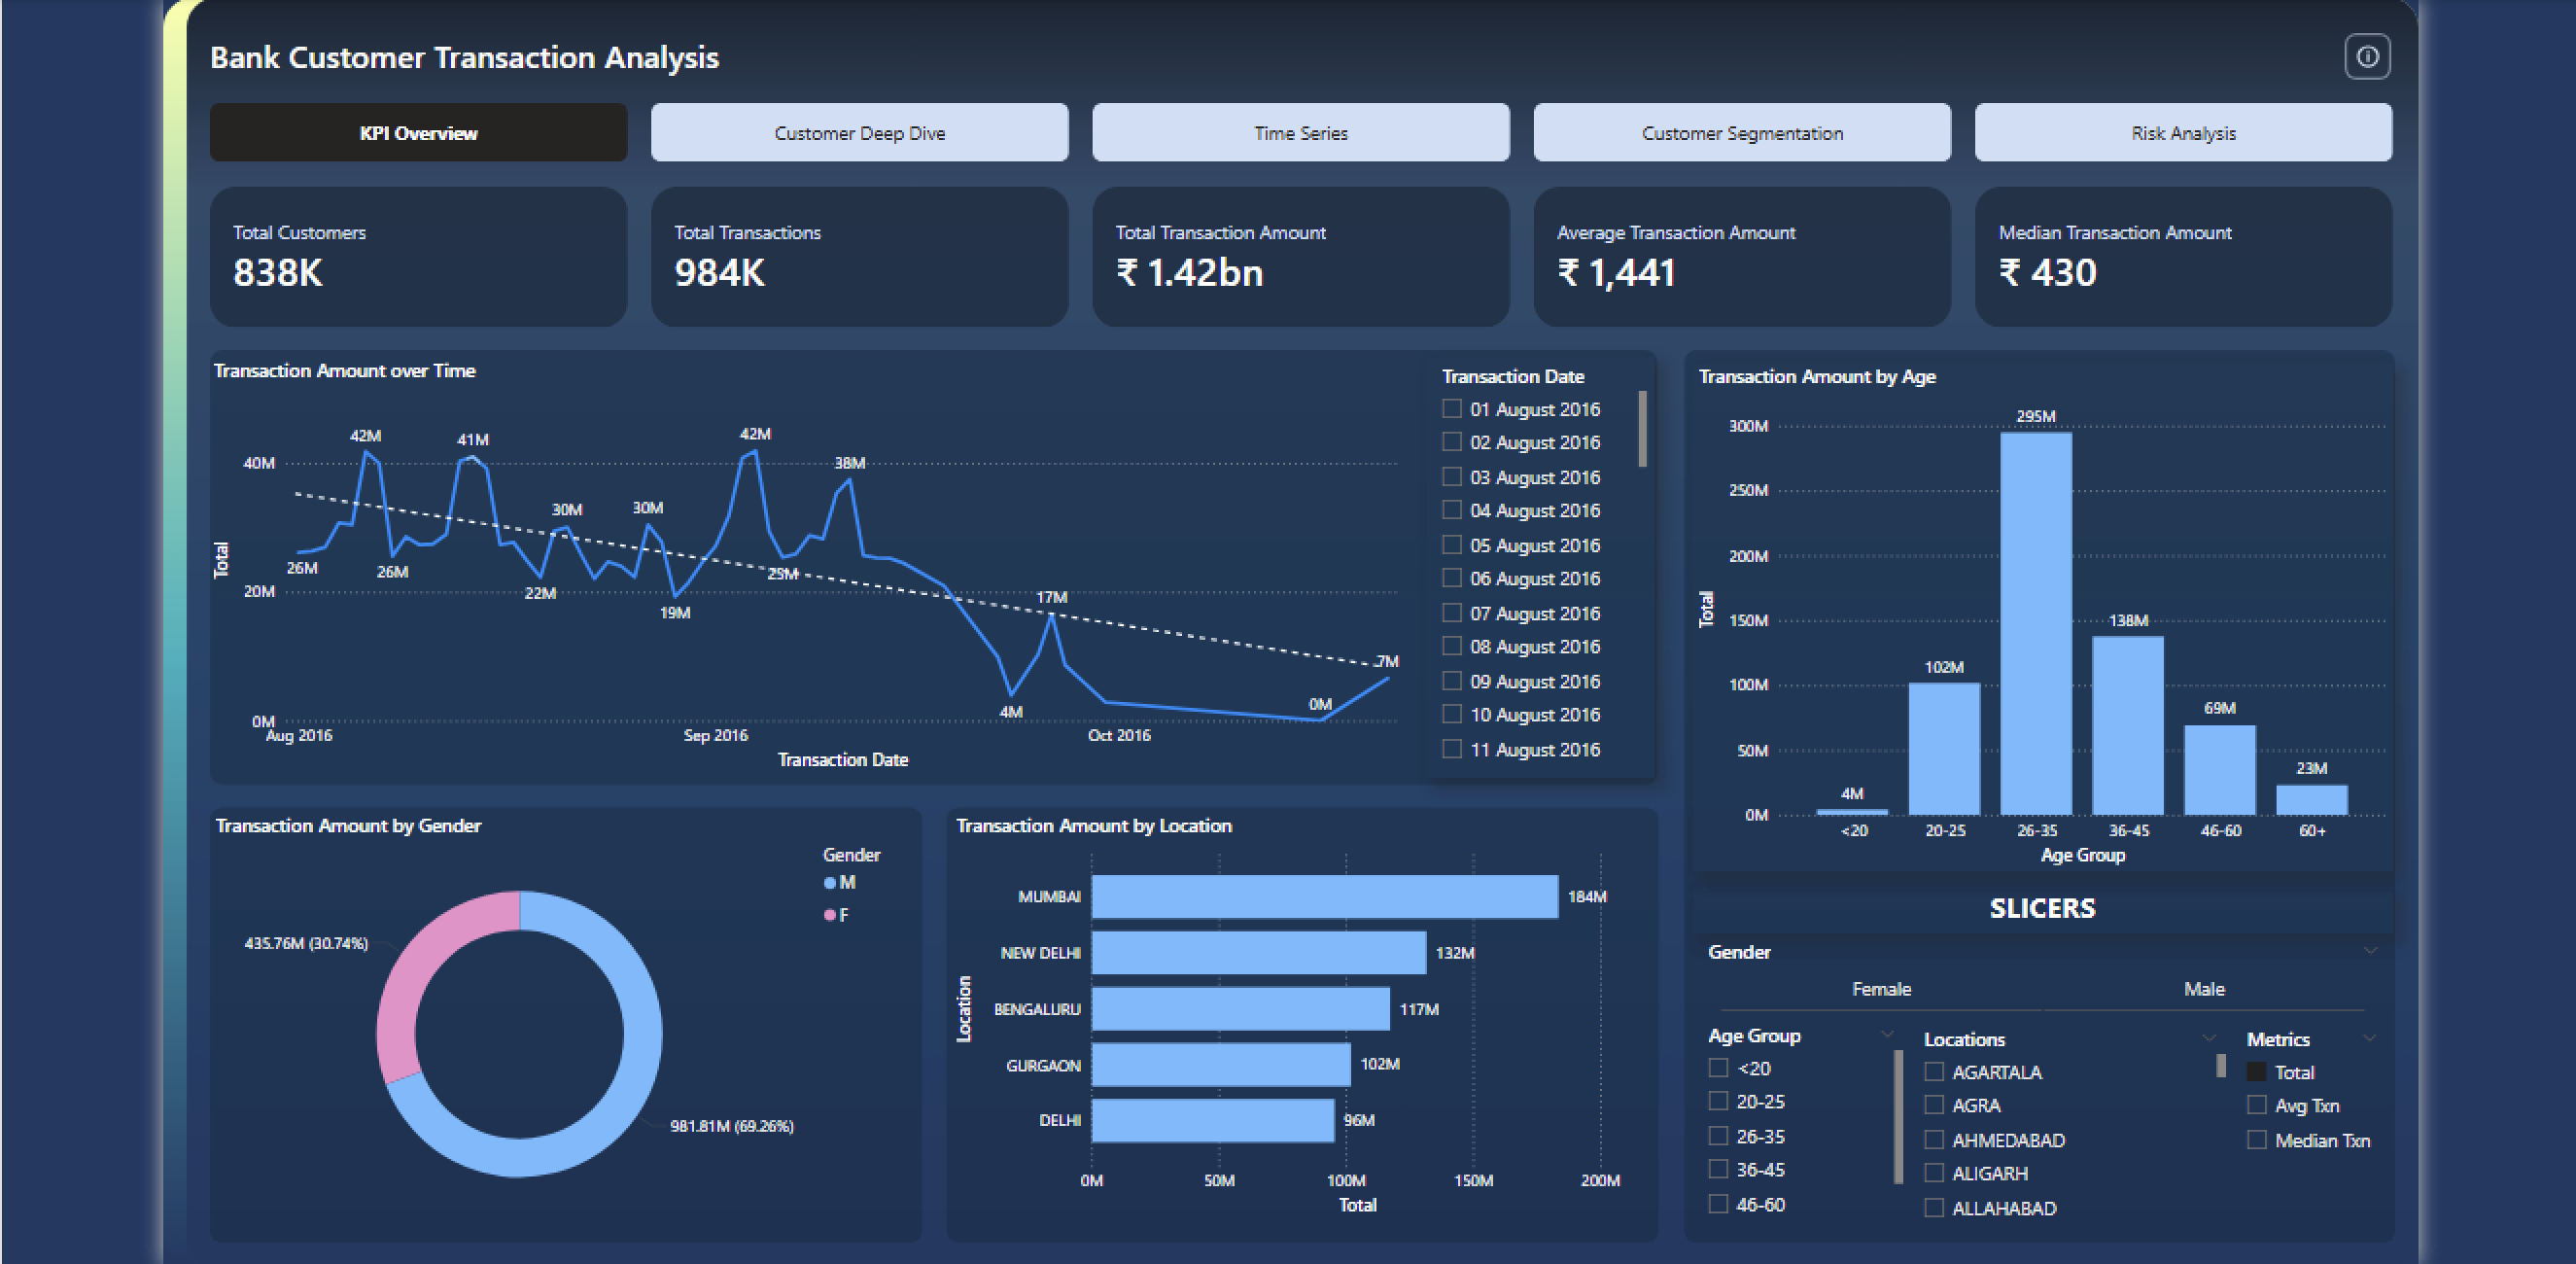 Bank Customer Transaction Analysis
KPI Overview
Customer Deep Dive
Time Series
Customer Segmentation
Risk Analysis
Total Customers
838K
Total Transactions
984K
Total Transaction Amount
₹ 1.42bn
Average Transaction Amount
₹ 1,441
Median Transaction Amount
₹ 430
Transaction Amount over Time
Total
40M
20M
0M
42M
41M
42M
38M
30M
30M
26M
26M
22M
19M
25M
17M
4M
0M
7M
Aug 2016
Sep 2016
Oct 2016
Transaction Date
Transaction Date
01 August 2016
02 August 2016
03 August 2016
04 August 2016
05 August 2016
06 August 2016
07 August 2016
08 August 2016
09 August 2016
10 August 2016
11 August 2016
Transaction Amount by Age
Total
300M
250M
200M
150M
100M
50M
0M
4M
102M
295M
138M
69M
23M
<20
20-25
26-35
36-45
46-60
60+
Age Group
Transaction Amount by Gender
Gender
M
F
435.76M (30.74%)
981.81M (69.26%)
Transaction Amount by Location
Location
MUMBAI
184M
NEW DELHI
132M
BENGALURU
117M
GURGAON
102M
DELHI
96M
0M
50M
100M
150M
200M
Total
SLICERS
Gender
Female
Male
Age Group
<20
20-25
26-35
36-45
46-60
Locations
AGARTALA
AGRA
AHMEDABAD
ALIGARH
ALLAHABAD
Metrics
Total
Avg Txn
Median Txn